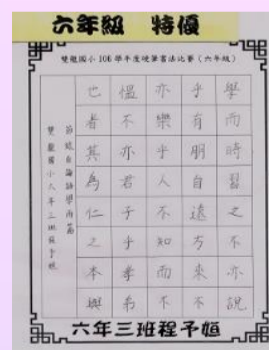 六年級 特優
雙龍國小 106 學年度硬筆書法比賽(六年級)
學而時習之不亦說
乎有朋自遠方來不
亦樂乎人不知而不
慍不亦君子乎孝弟
也者其為仁之本與
節錄自論語學而篇
雙龍國小六年三班程予姮
六年三班程予姮